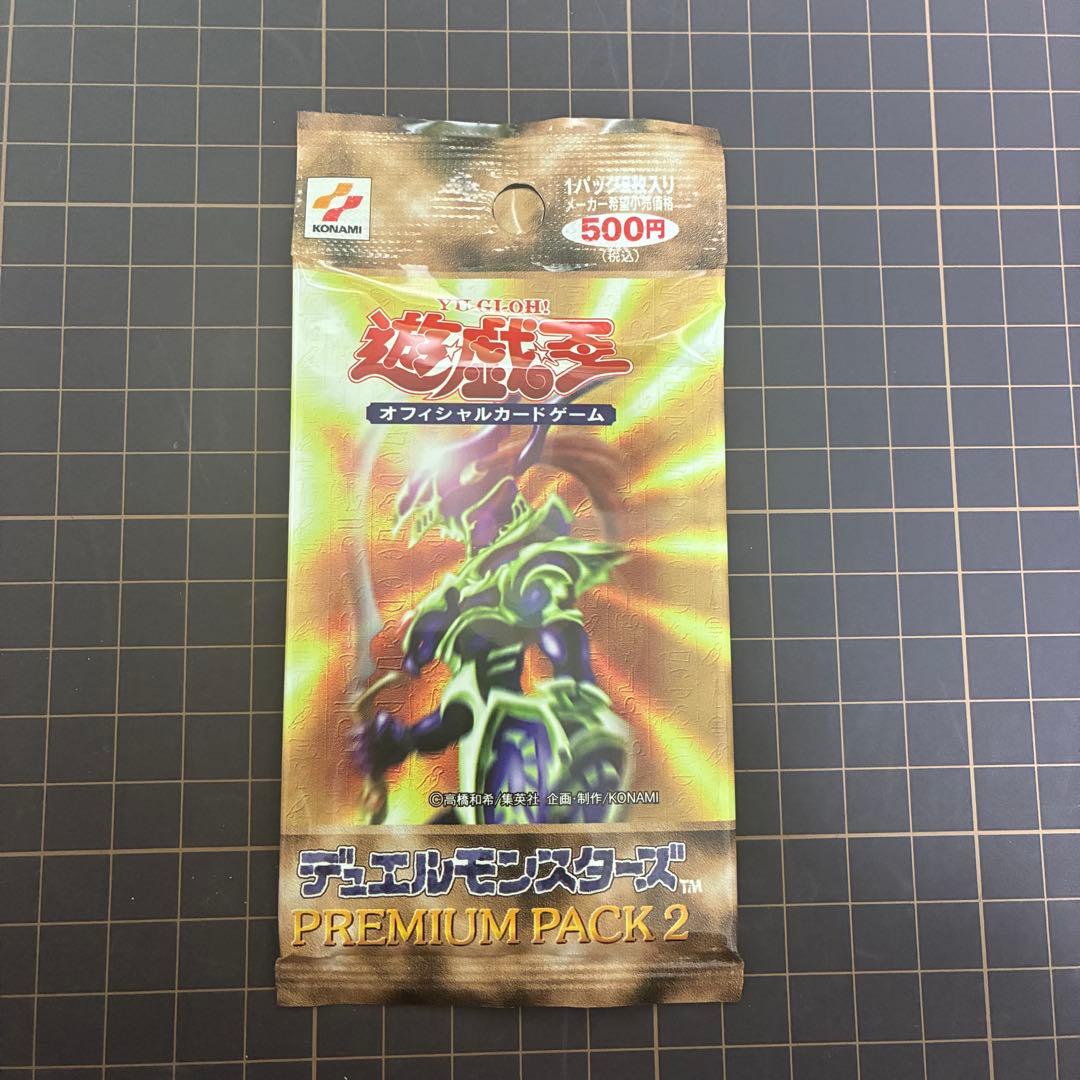 KONAMI
1パック8枚入り
メーカー希望小売価格
500円
(税込)
YU-GI-OH!
遊戯王
オフィシャルカードゲーム
©高橋和希/集英社 企画・制作/KONAMI
デュエルモンスターズ™
PREMIUM PACK 2